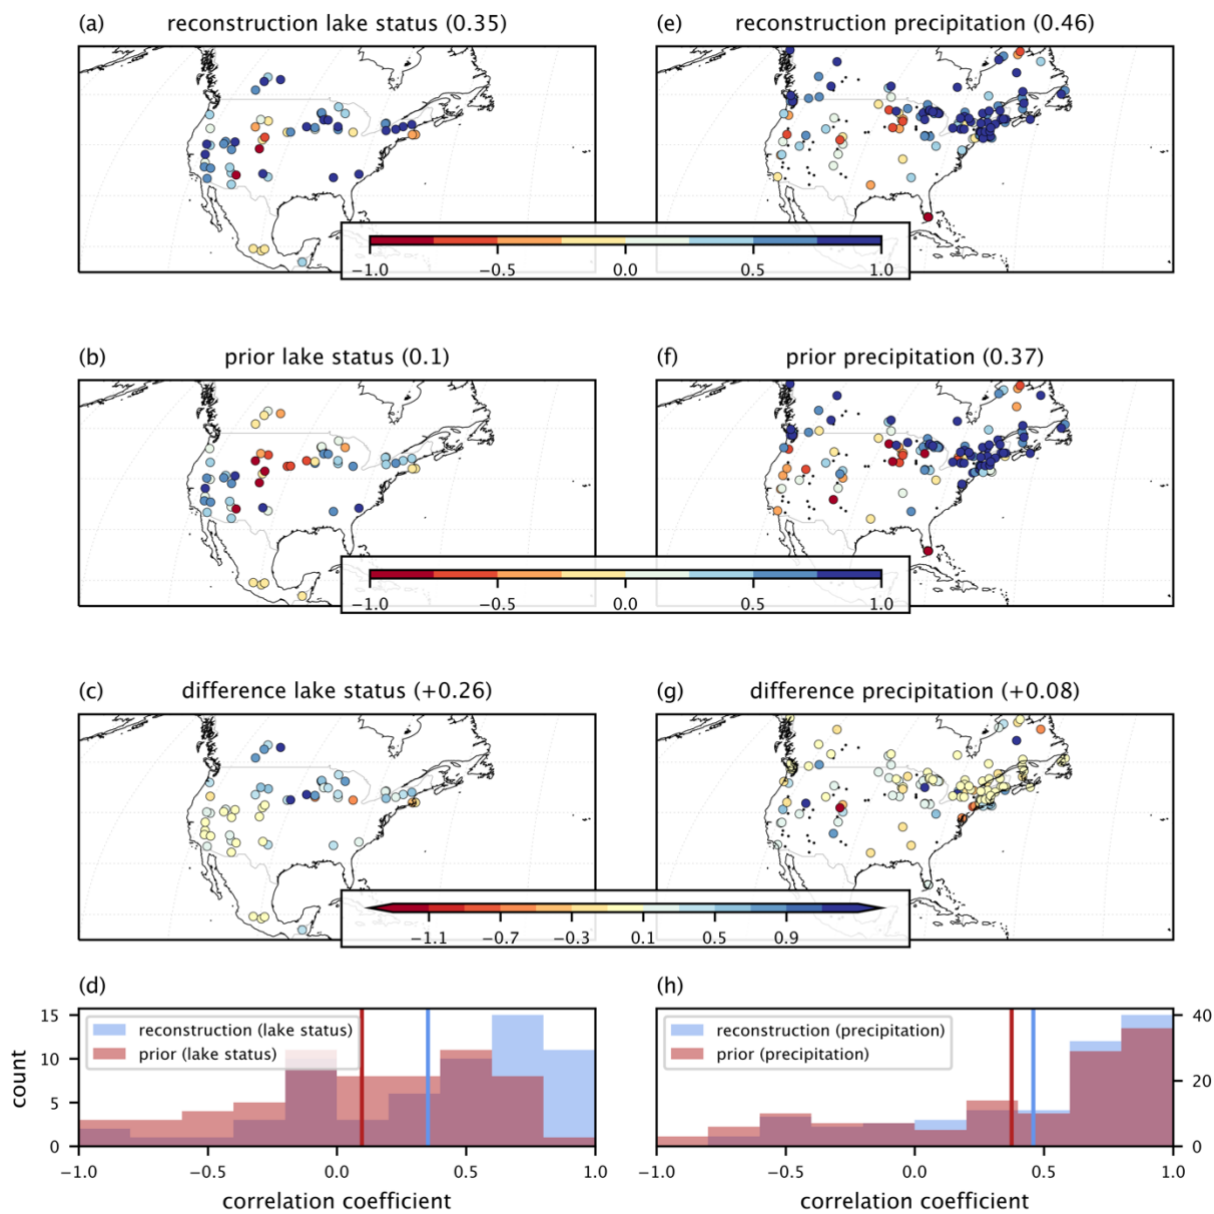 (a) reconstruction lake status (0.35)
(e) reconstruction precipitation (0.46)
−1.0 −0.5 0.0 0.5 1.0
(b) prior lake status (0.1)
(f) prior precipitation (0.37)
−1.0 −0.5 0.0 0.5 1.0
(c) difference lake status (+0.26)
(g) difference precipitation (+0.08)
−1.1 −0.7 −0.3 0.1 0.5 0.9
(d)
15
10
5
0
count
reconstruction (lake status)
prior (lake status)
−1.0 −0.5 0.0 0.5 1.0
correlation coefficient
(h)
reconstruction (precipitation)
prior (precipitation)
40
20
0
−1.0 −0.5 0.0 0.5 1.0
correlation coefficient